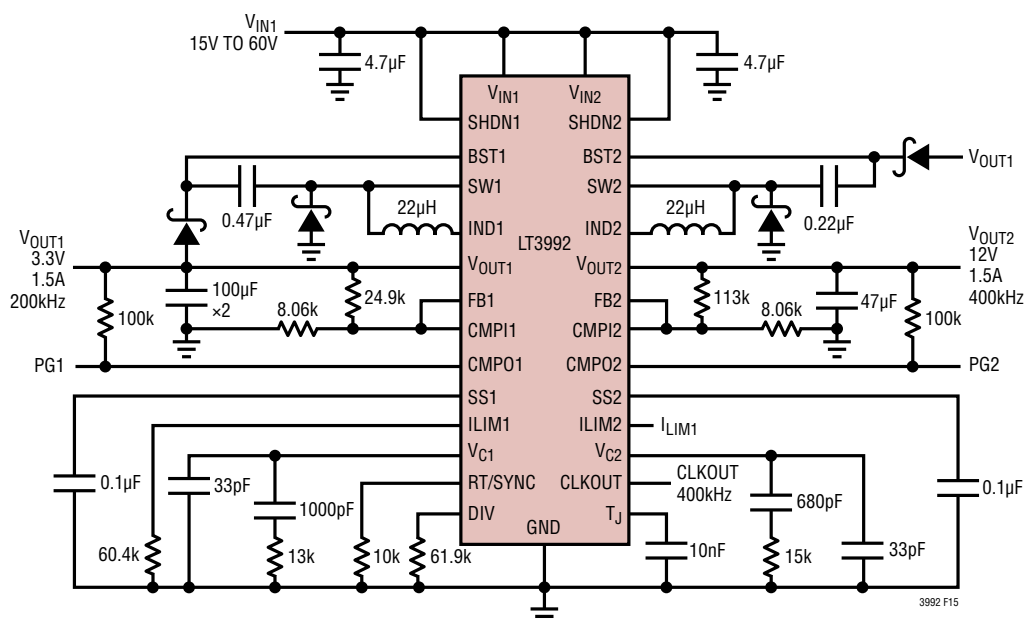 VIN1
15V TO 60V
4.7µF
4.7µF
VIN1
VIN2
SHDN1
SHDN2
BST1
BST2
VOUT1
SW1
SW2
0.47µF
0.22µF
22µH
22µH
IND1
IND2
LT3992
VOUT1
3.3V
1.5A
200kHz
VOUT1
VOUT2
VOUT2
12V
1.5A
400kHz
100µF
×2
24.9k
113k
47µF
8.06k
8.06k
FB1
FB2
100k
100k
CMPI1
CMPI2
PG1
CMPO1
CMPO2
PG2
SS1
SS2
ILIM1
ILIM2
ILIM1
VC1
VC2
0.1µF
33pF
1000pF
RT/SYNC
CLKOUT
CLKOUT
400kHz
680pF
0.1µF
DIV
TJ
GND
60.4k
13k
10k
61.9k
10nF
15k
33pF
3992 F15